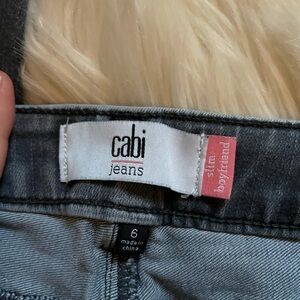 cabi
jeans
slim
boyfriend
6
made in
china